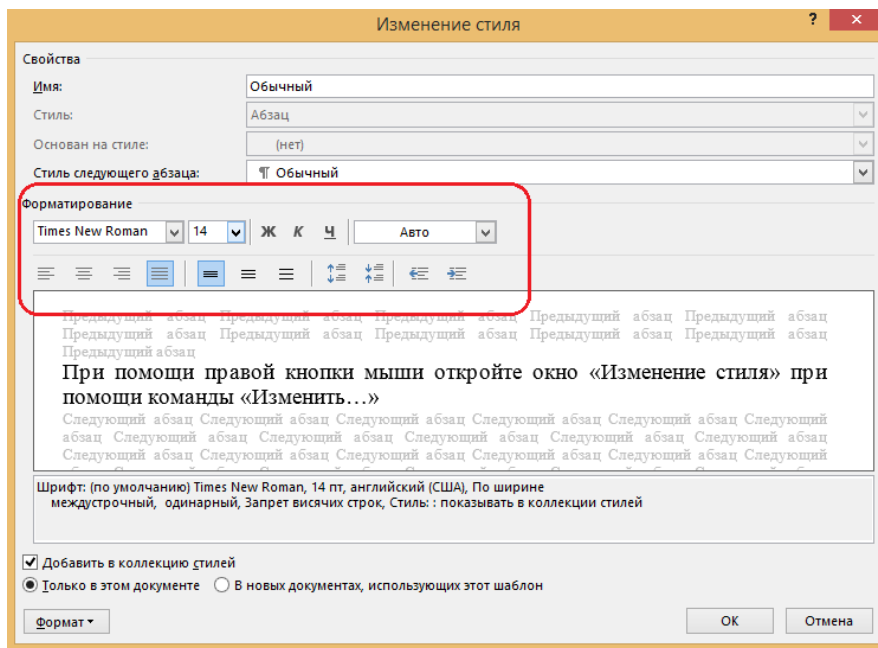 Изменение стиля
?
Свойства
Имя: Обычный
Стиль: Абзац
Основан на стиле: (нет)
Стиль следующего абзаца: ¶ Обычный
Форматирование
Times New Roman 14 Ж К Ч Авто
Предыдущий абзац Предыдущий абзац Предыдущий абзац Предыдущий абзац Предыдущий абзац
Предыдущий абзац Предыдущий абзац Предыдущий абзац Предыдущий абзац Предыдущий абзац
Предыдущий абзац
При помощи правой кнопки мыши откройте окно «Изменение стиля» при
помощи команды «Изменить…»
Следующий абзац Следующий абзац Следующий абзац Следующий абзац Следующий абзац Следующий
абзац Следующий абзац Следующий абзац Следующий абзац Следующий абзац Следующий абзац
Следующий абзац Следующий абзац Следующий абзац Следующий абзац Следующий абзац Следующий
Шрифт: (по умолчанию) Times New Roman, 14 пт, английский (США), По ширине
междустрочный, одинарный, Запрет висячих строк, Стиль: : показывать в коллекции стилей
Добавить в коллекцию стилей
Только в этом документе В новых документах, использующих этот шаблон
Формат ОК Отмена